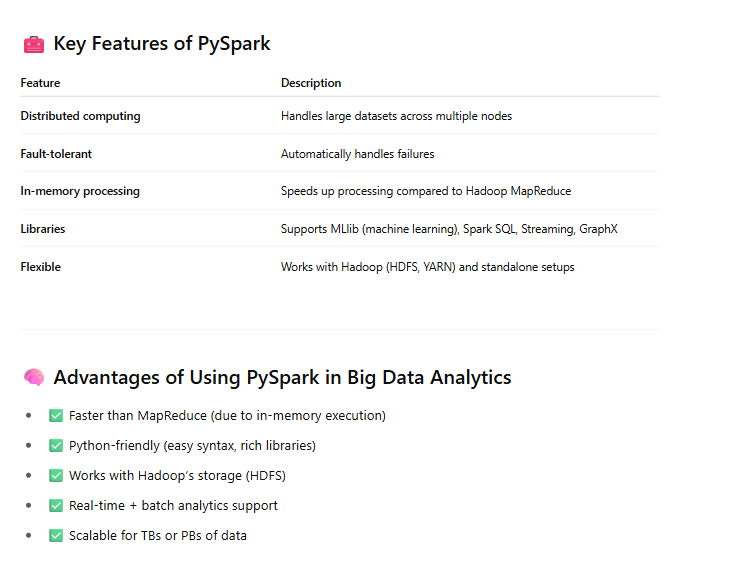 🧰 Key Features of PySpark
Feature Description
Distributed computing Handles large datasets across multiple nodes
Fault-tolerant Automatically handles failures
In-memory processing Speeds up processing compared to Hadoop MapReduce
Libraries Supports MLlib (machine learning), Spark SQL, Streaming, GraphX
Flexible Works with Hadoop (HDFS, YARN) and standalone setups
🧠 Advantages of Using PySpark in Big Data Analytics
• ✅ Faster than MapReduce (due to in-memory execution)
• ✅ Python-friendly (easy syntax, rich libraries)
• ✅ Works with Hadoop’s storage (HDFS)
• ✅ Real-time + batch analytics support
• ✅ Scalable for TBs or PBs of data